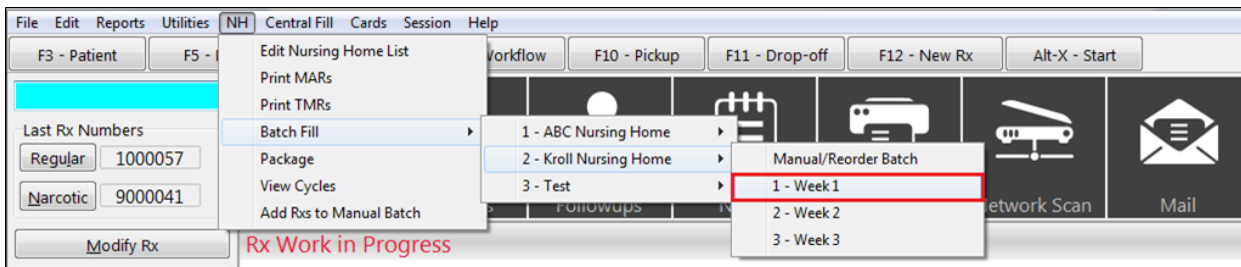 File Edit Reports Utilities NH Central Fill Cards Session Help
F3 - Patient F5 - Workflow F10 - Pickup F11 - Drop-off F12 - New Rx Alt-X - Start
Edit Nursing Home List
Print MARs
Print TMRs
Last Rx Numbers
Batch Fill 1 - ABC Nursing Home
Regular 1000057 Package 2 - Kroll Nursing Home Manual/Reorder Batch
View Cycles 3 - Test 1 - Week 1
Narcotic 9000041 Add Rxs to Manual Batch Followups 2 - Week 2 Scan Mail
3 - Week 3
Modify Rx Rx Work in Progress